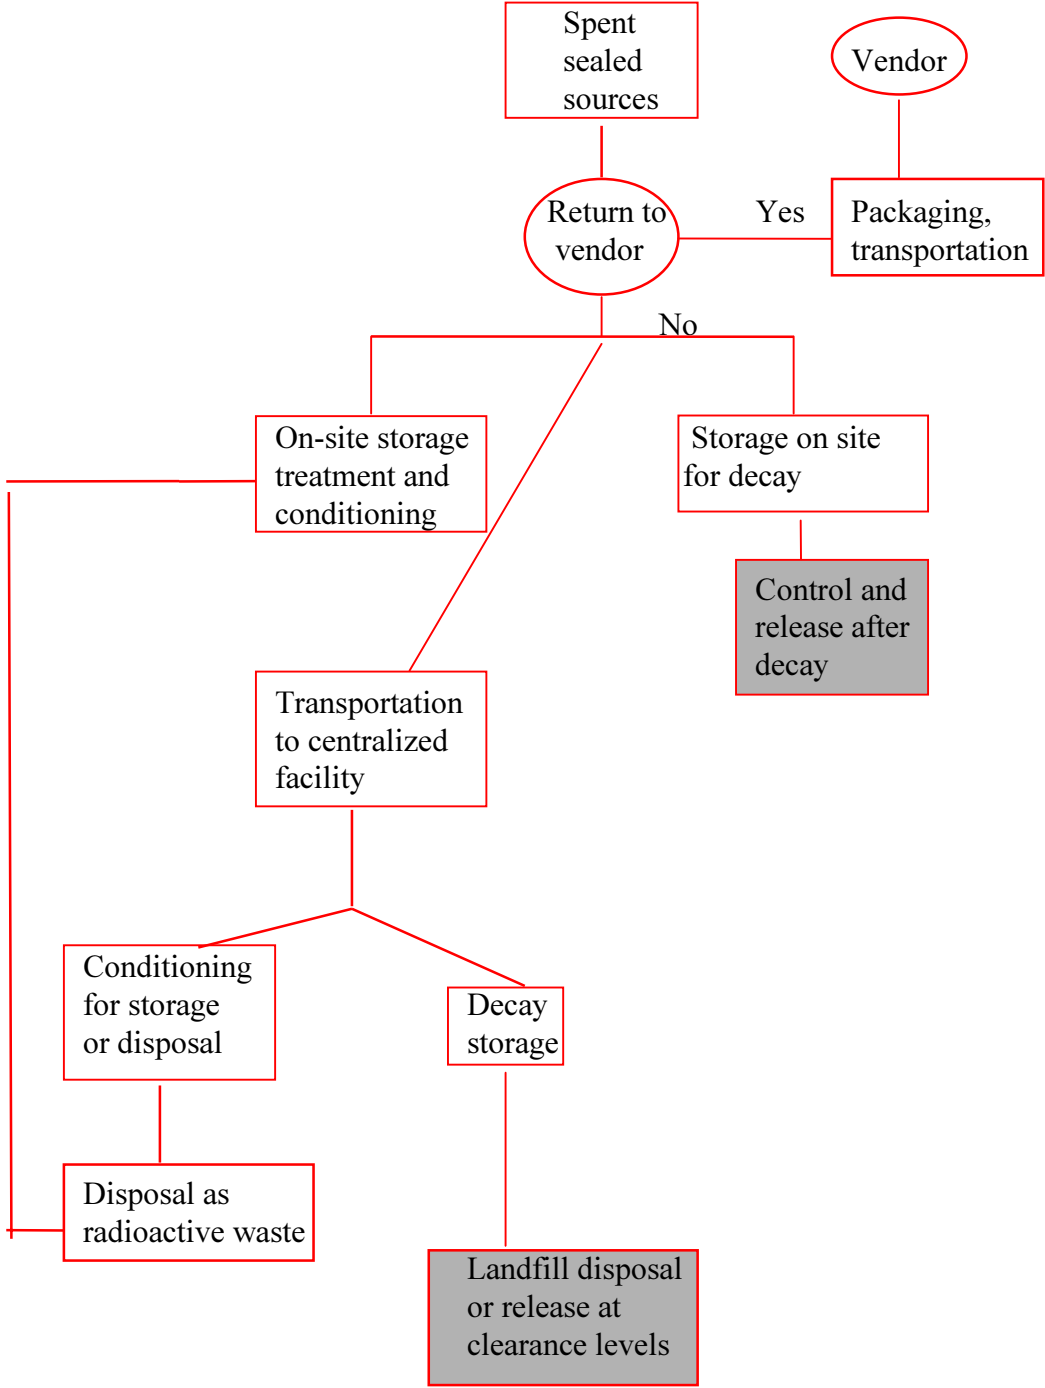 Spent
sealed
sources
Vendor
Return to
vendor
Yes
Packaging,
transportation
No
On-site storage
treatment and
conditioning
Storage on site
for decay
Control and
release after
decay
Transportation
to centralized
facility
Conditioning
for storage
or disposal
Decay
storage
Disposal as
radioactive waste
Landfill disposal
or release at
clearance levels